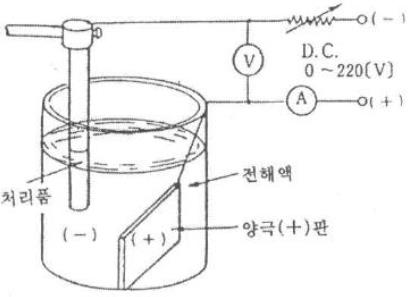 (-)
D.C.
0~220[V]
V
A
(+)
처리품
전해액
양극(+)판
(-)
(+)